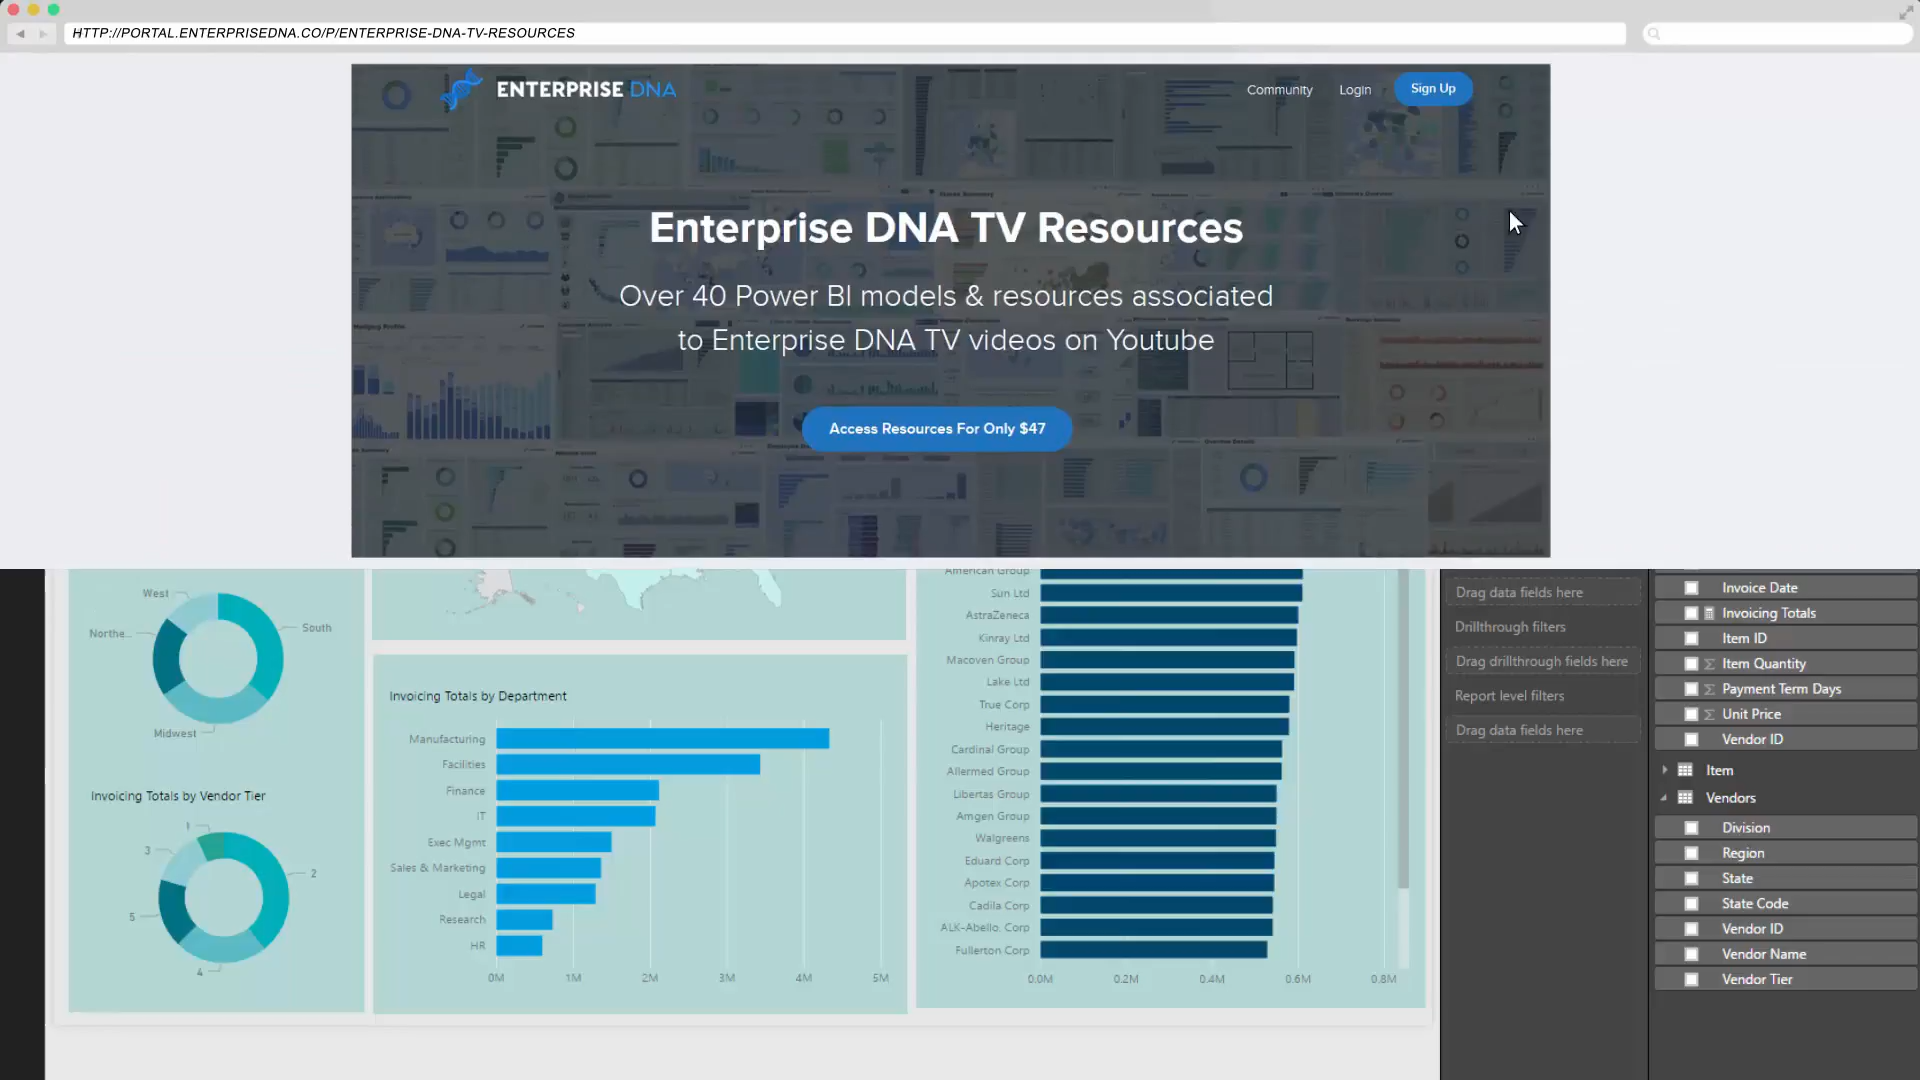 HTTP://PORTAL.ENTERPRISEDNA.CO/P/ENTERPRISE-DNA-TV-RESOURCES
ENTERPRISE DNA
Community
Login
Sign Up
Enterprise DNA TV Resources
Over 40 Power BI models & resources associated
to Enterprise DNA TV videos on Youtube
Access Resources For Only $47
West
South
Northe...
Midwest
Invoicing Totals by Vendor Tier
1
3
2
5
4
Invoicing Totals by Department
Manufacturing
Facilities
Finance
IT
Exec Mgmt
Sales & Marketing
Legal
Research
HR
0M 1M 2M 3M 4M 5M
American Group
Sun Ltd
AstraZeneca
Kinray Ltd
Macoven Group
Lake Ltd
True Corp
Heritage
Cardinal Group
Allermed Group
Libertas Group
Amgen Group
Walgreens
Eduard Corp
Apotex Corp
Cadila Corp
ALK-Abello, Corp
Fullerton Corp
0.0M 0.2M 0.4M 0.6M 0.8M
Drag data fields here
Drillthrough filters
Drag drillthrough fields here
Report level filters
Drag data fields here
Invoice Date
Invoicing Totals
Item ID
Item Quantity
Payment Term Days
Unit Price
Vendor ID
Item
Vendors
Division
Region
State
State Code
Vendor ID
Vendor Name
Vendor Tier